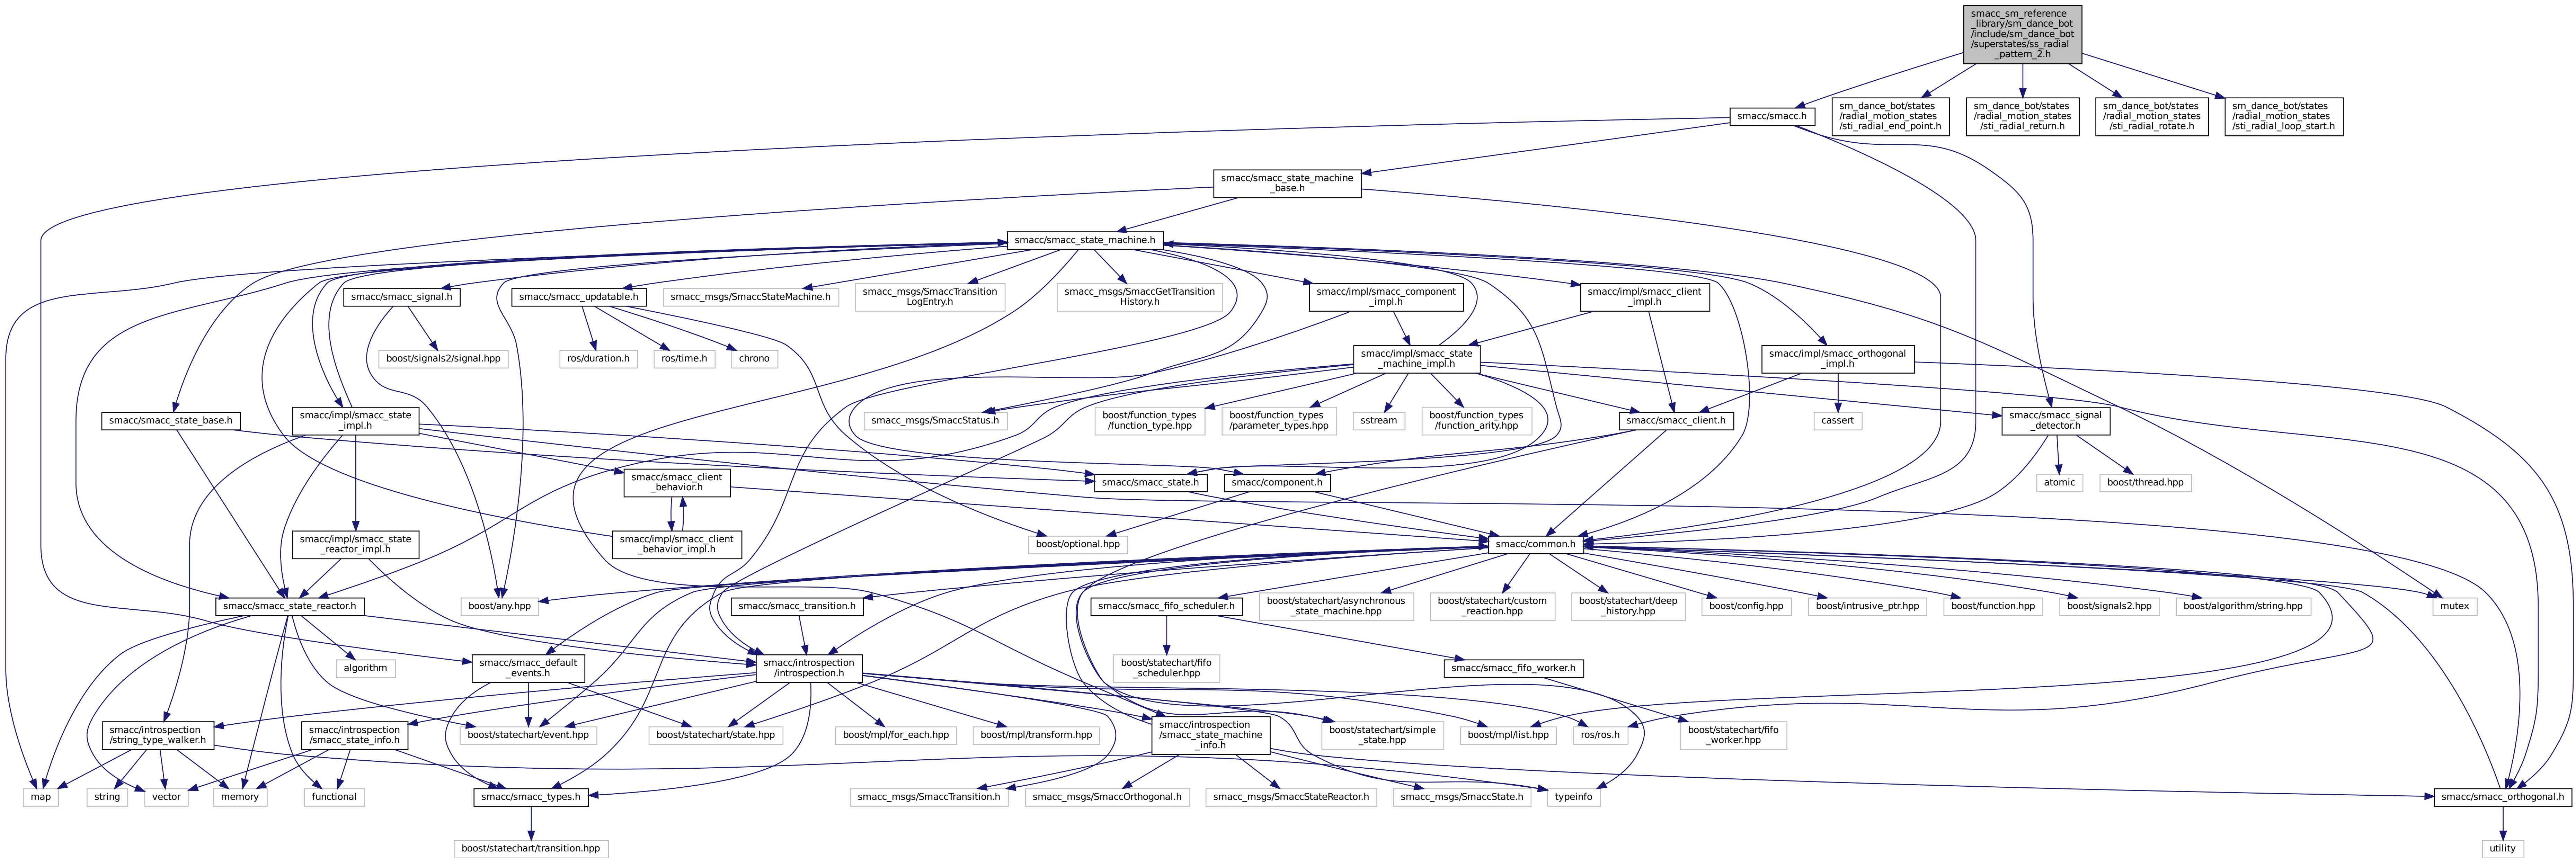 smacc_sm_reference
_library/sm_dance_bot
/include/sm_dance_bot
/superstates/ss_radial
_pattern_2.h
smacc/smacc.h
sm_dance_bot/states
/radial_motion_states
/sti_radial_end_point.h
sm_dance_bot/states
/radial_motion_states
/sti_radial_return.h
sm_dance_bot/states
/radial_motion_states
/sti_radial_rotate.h
sm_dance_bot/states
/radial_motion_states
/sti_radial_loop_start.h
smacc/smacc_state_machine
_base.h
smacc/smacc_state_machine.h
smacc/smacc_signal.h
smacc/smacc_updatable.h
smacc_msgs/SmaccStateMachine.h
smacc_msgs/SmaccTransition
LogEntry.h
smacc_msgs/SmaccGetTransition
History.h
smacc/impl/smacc_component
_impl.h
smacc/impl/smacc_client
_impl.h
boost/signals2/signal.hpp
ros/duration.h
ros/time.h
chrono
smacc/impl/smacc_state
_machine_impl.h
smacc/impl/smacc_orthogonal
_impl.h
smacc/smacc_state_base.h
smacc/impl/smacc_state
_impl.h
smacc_msgs/SmaccStatus.h
boost/function_types
/function_type.hpp
boost/function_types
/parameter_types.hpp
sstream
boost/function_types
/function_arity.hpp
smacc/smacc_client.h
cassert
smacc/smacc_signal
_detector.h
smacc/smacc_client
_behavior.h
smacc/smacc_state.h
smacc/component.h
atomic
boost/thread.hpp
smacc/impl/smacc_state
_reactor_impl.h
smacc/impl/smacc_client
_behavior_impl.h
boost/optional.hpp
smacc/common.h
smacc/smacc_state_reactor.h
boost/any.hpp
smacc/smacc_transition.h
smacc/smacc_fifo_scheduler.h
boost/statechart/asynchronous
_state_machine.hpp
boost/statechart/custom
_reaction.hpp
boost/statechart/deep
_history.hpp
boost/config.hpp
boost/intrusive_ptr.hpp
boost/function.hpp
boost/signals2.hpp
boost/algorithm/string.hpp
mutex
algorithm
smacc/smacc_default
_events.h
smacc/introspection
/introspection.h
boost/statechart/fifo
_scheduler.hpp
smacc/smacc_fifo_worker.h
smacc/introspection
/string_type_walker.h
smacc/introspection
/smacc_state_info.h
boost/statechart/event.hpp
boost/statechart/state.hpp
boost/mpl/for_each.hpp
boost/mpl/transform.hpp
smacc/introspection
/smacc_state_machine
_info.h
boost/statechart/simple
_state.hpp
boost/mpl/list.hpp
ros/ros.h
boost/statechart/fifo
_worker.hpp
map
string
vector
memory
functional
smacc/smacc_types.h
smacc_msgs/SmaccTransition.h
smacc_msgs/SmaccOrthogonal.h
smacc_msgs/SmaccStateReactor.h
smacc_msgs/SmaccState.h
typeinfo
smacc/smacc_orthogonal.h
boost/statechart/transition.hpp
utility